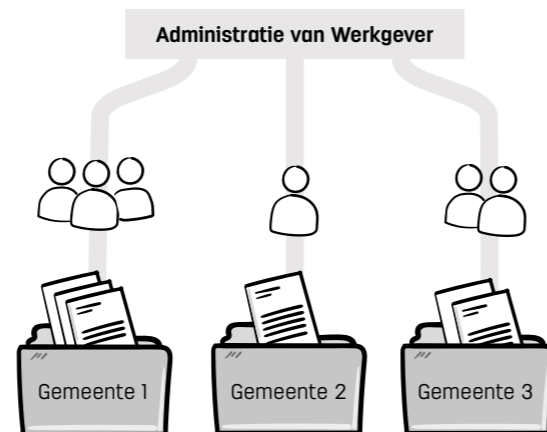 Administratie van Werkgever
Gemeente 1
Gemeente 2
Gemeente 3